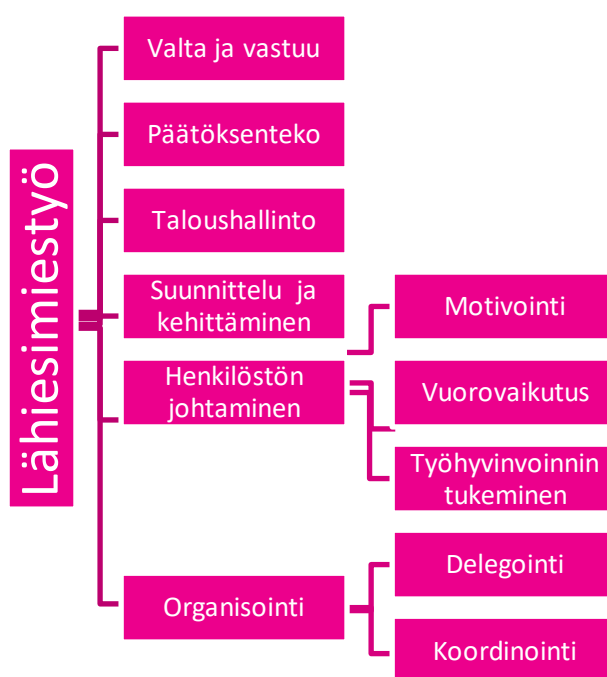 Lähiesimiestyö
Valta ja vastuu
Päätöksenteko
Taloushallinto
Suunnittelu ja
kehittäminen
Henkilöstön
johtaminen
Motivointi
Vuorovaikutus
Työhyvinvoinnin
tukeminen
Organisointi
Delegointi
Koordinointi